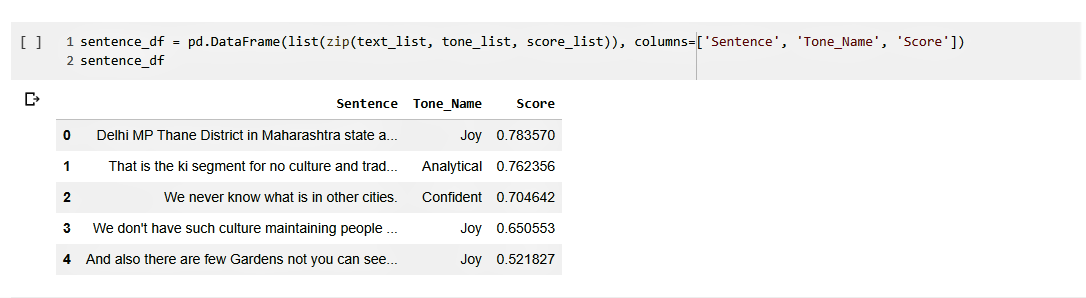 [ ] 1 sentence_df = pd.DataFrame(list(zip(text_list, tone_list, score_list)), columns=['Sentence', 'Tone_Name', 'Score'])
2 sentence_df
Sentence Tone_Name Score
0 Delhi MP Thane District in Maharashtra state a... Joy 0.783570
1 That is the ki segment for no culture and trad... Analytical 0.762356
2 We never know what is in other cities. Confident 0.704642
3 We don't have such culture maintaining people ... Joy 0.650553
4 And also there are few Gardens not you can see... Joy 0.521827